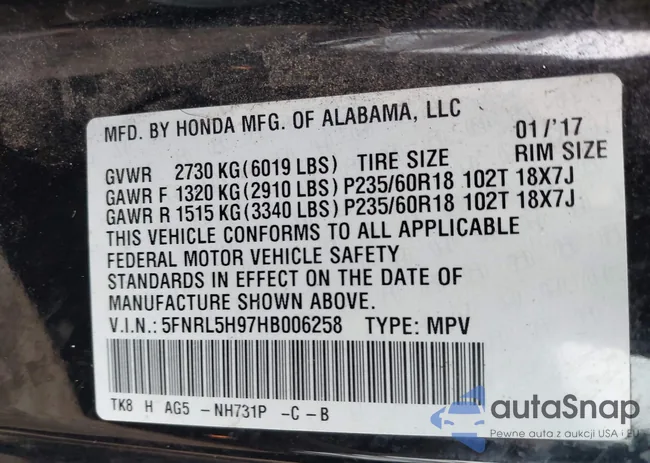 MFD. BY HONDA MFG. OF ALABAMA, LLC
01/'17
GVWR 2730 KG(6019 LBS) TIRE SIZE RIM SIZE
GAWR F 1320 KG(2910 LBS) P235/60R18 102T 18X7J
GAWR R 1515 KG(3340 LBS) P235/60R18 102T 18X7J
THIS VEHICLE CONFORMS TO ALL APPLICABLE
FEDERAL MOTOR VEHICLE SAFETY
STANDARDS IN EFFECT ON THE DATE OF
MANUFACTURE SHOWN ABOVE.
V.I.N.: 5FNRL5H97HB006258 TYPE: MPV
TK8 H AG5 -NH731P -C-B
autaSnap
Pewne auta z aukcji USA i EU